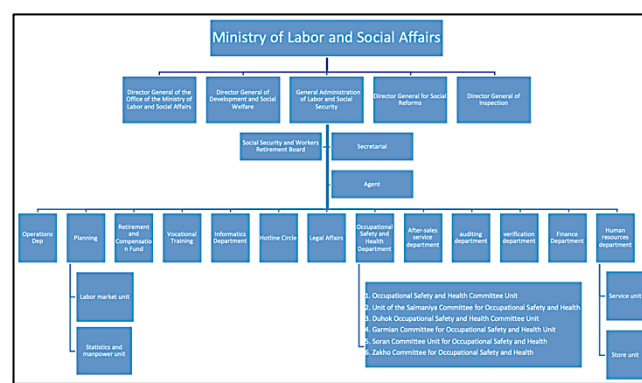 Ministry of Labor and Social Affairs
Director General of the
Office of the Ministry of
Labor and Social Affairs
Director General of
Development and Social
Welfare
General Administration
of Labor and Social
Security
Director General for Social
Reforms
Director General of
Inspection
Social Security and Workers
Retirement Board
Secretarial
Agent
Operations
Dep
Planning
Retirement
and
Compensatio
n Fund
Vocational
Training
Informatics
Department
Hotline Circle
Legal Affairs
Occupational
Safety and
Health
Department
After-sales
service
department
auditing
department
verification
department
Finance
Department
Human
resources
department
Labor market
unit
Statistics and
manpower unit
1. Occupational Safety and Health Committee Unit
2. Unit of the Salmaniya Committee for Occupational Safety and Health
3. Duhok Occupational Safety and Health Committee Unit
4. Garmian Committee for Occupational Safety and Health Unit
5. Soran Committee Unit for Occupational Safety and Health
6. Zakho Committee for Occupational Safety and Health
Service unit
Store unit